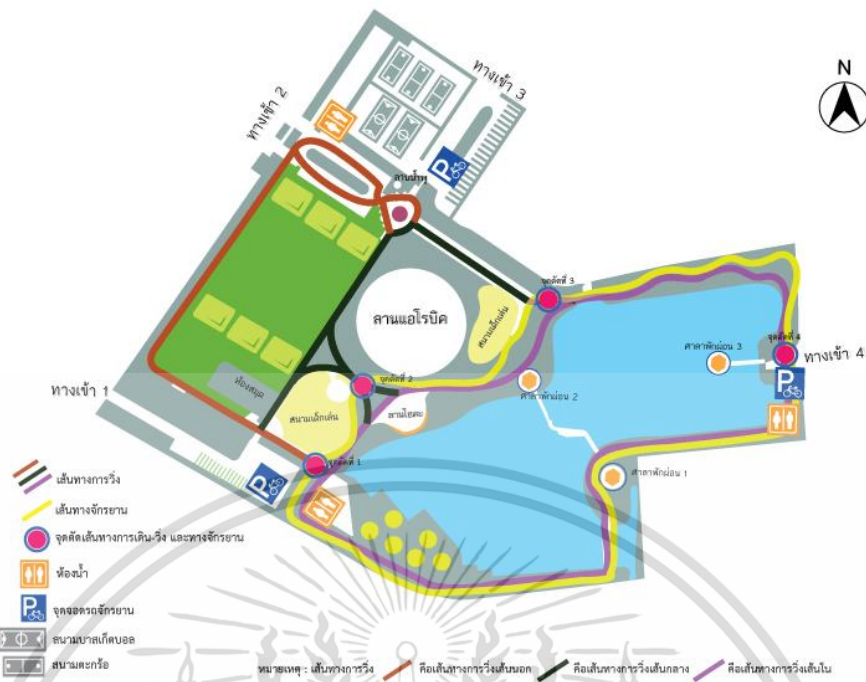 N
ทางเข้า 3
ทางเข้า 2
P
ลานน้ำพุ
จุดตัดที่ 3
ลานแอโรบิค
สนามเด็กเล่น
จุดตัดที่ 4
ศาลาพักผ่อน 3
ทางเข้า 4
P
จุดตัดที่ 2
ห้องสมุด
ทางเข้า 1
ศาลาพักผ่อน 2
สนามเด็กเล่น
ลานโยคะ
จุดตัดที่ 1
ศาลาพักผ่อน 1
P
เส้นทางการวิ่ง
เส้นทางจักรยาน
จุดตัดเส้นทางการเดิน-วิ่ง และทางจักรยาน
ห้องน้ำ
P จุดจอดรถจักรยาน
สนามบาสเก็ตบอล
สนามตะกร้อ
หมายเหตุ : เส้นทางการวิ่ง คือเส้นทางการวิ่งเส้นนอก คือเส้นทางการวิ่งเส้นกลาง คือเส้นทางการวิ่งเส้นใน